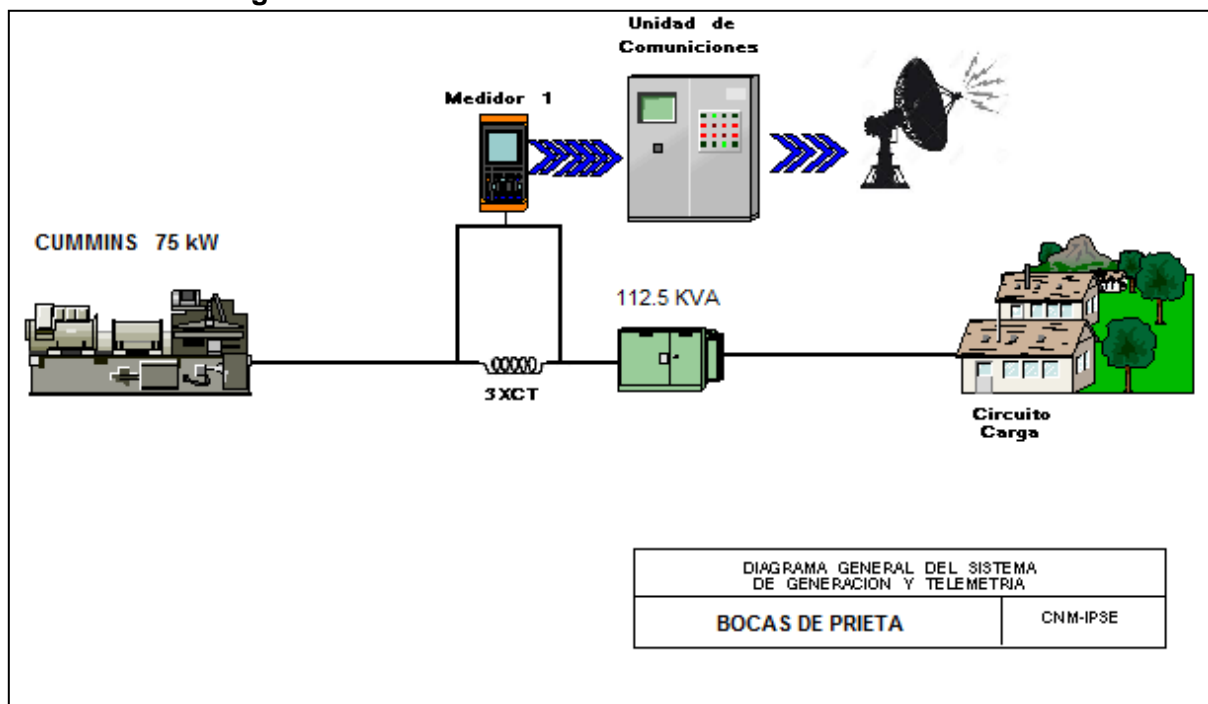 Unidad de
Comuniciones
Medidor 1
CUMMINS 75 kW
112.5 KVA
3XCT
Circuito
Carga
DIAGRAMA GENERAL DEL SISTEMA
DE GENERACION Y TELEMETRIA
BOCAS DE PRIETA
CNM-IPSE